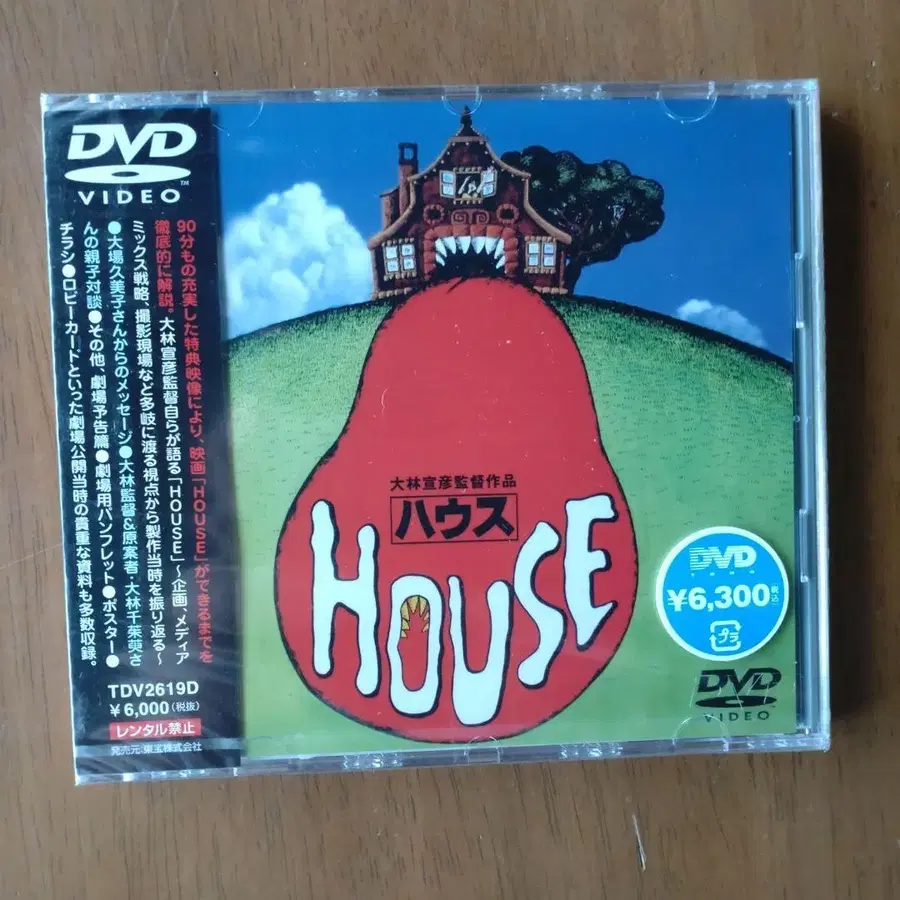 DVD
VIDEO
90分もの充実した特典映像により、映画「HOUSE」ができるまでを
徹底的に解説。大林宣彦監督自らが語る「HOUSE」〜企画、メディア
ミックス戦略、撮影現場など多岐に渡る視点から製作当時を振り返る〜
●大場久美子さんからのメッセージ●大林監督&原案者・大林千茱萸さ
んの親子対談●その他、劇場予告篇●劇場用パンフレット●ポスター●
チラシ●ロビーカードといった劇場公開当時の貴重な資料も多数収録。
TDV2619D
¥6,000(税抜)
レンタル禁止
発売元:東宝株式会社
大林宣彦監督作品
ハウス
HOUSE
DVD
¥6,300(税込)
プラ
DVD
VIDEO